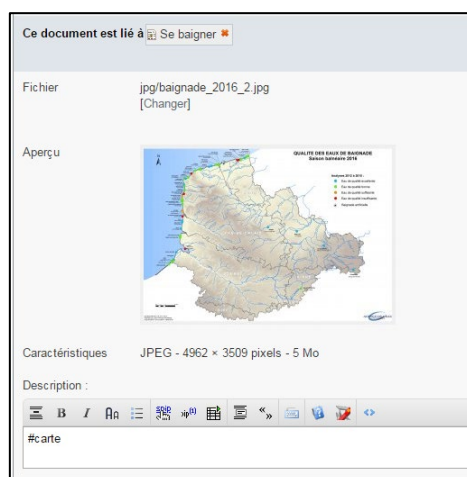 Ce document est lié à Se baigner
Fichier jpg/baignade_2016_2.jpg
[Changer]
Aperçu
QUALITE DES EAUX DE BAIGNADE
Saison balnéaire 2016
Caractéristiques JPEG - 4962 × 3509 pixels - 5 Mo
Description :
#carte